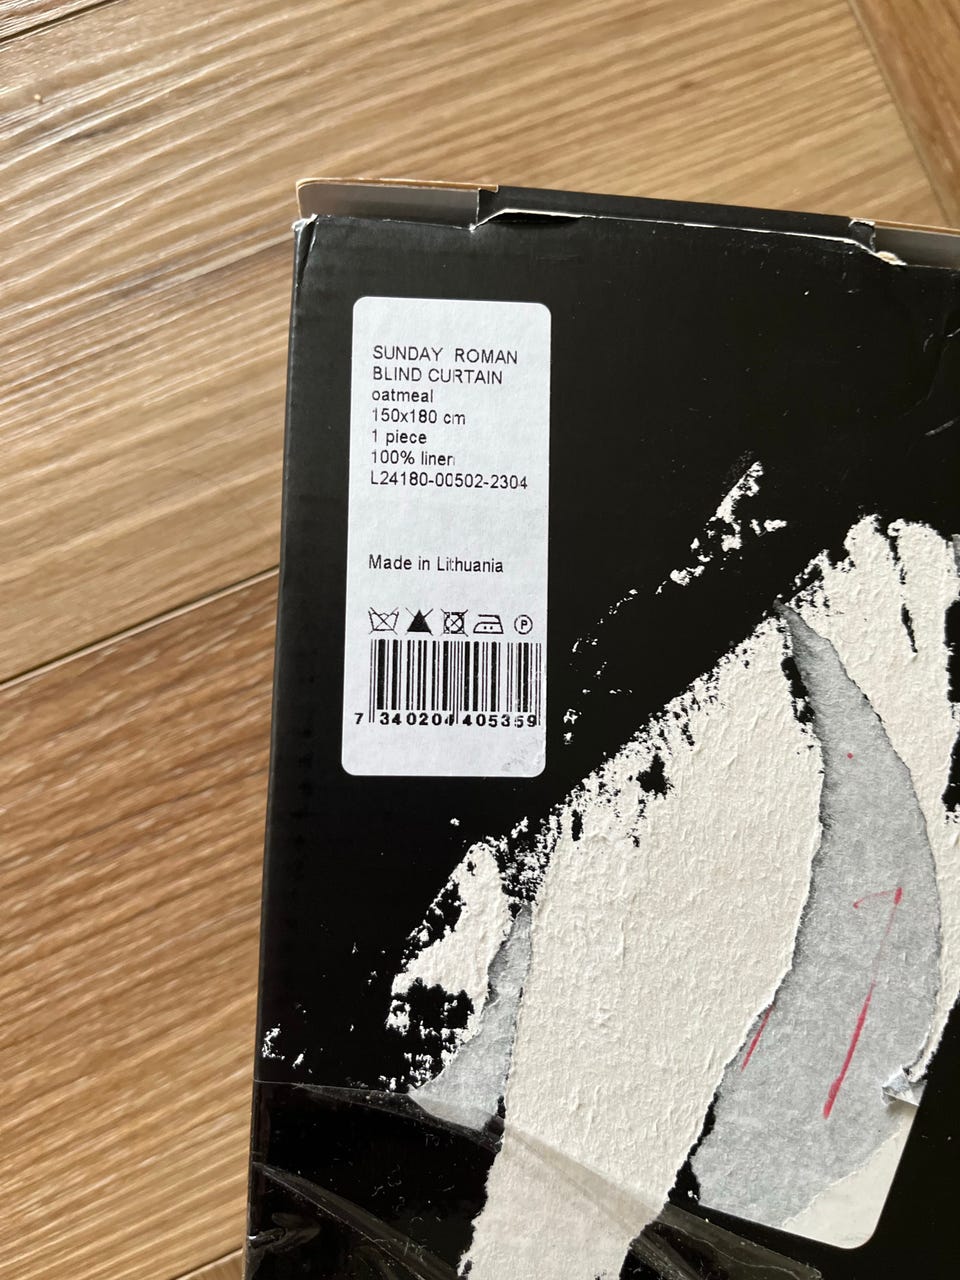 SUNDAY ROMAN
BLIND CURTAIN
oatmeal
150x180 cm
1 piece
100% linen
L24180-00502-2304
Made in Lithuania
P
7 340204 405359